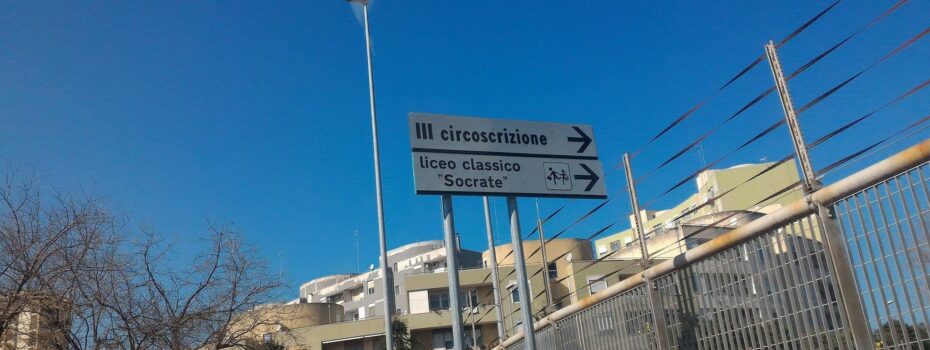 III circoscrizione
liceo classico
"Socrate"